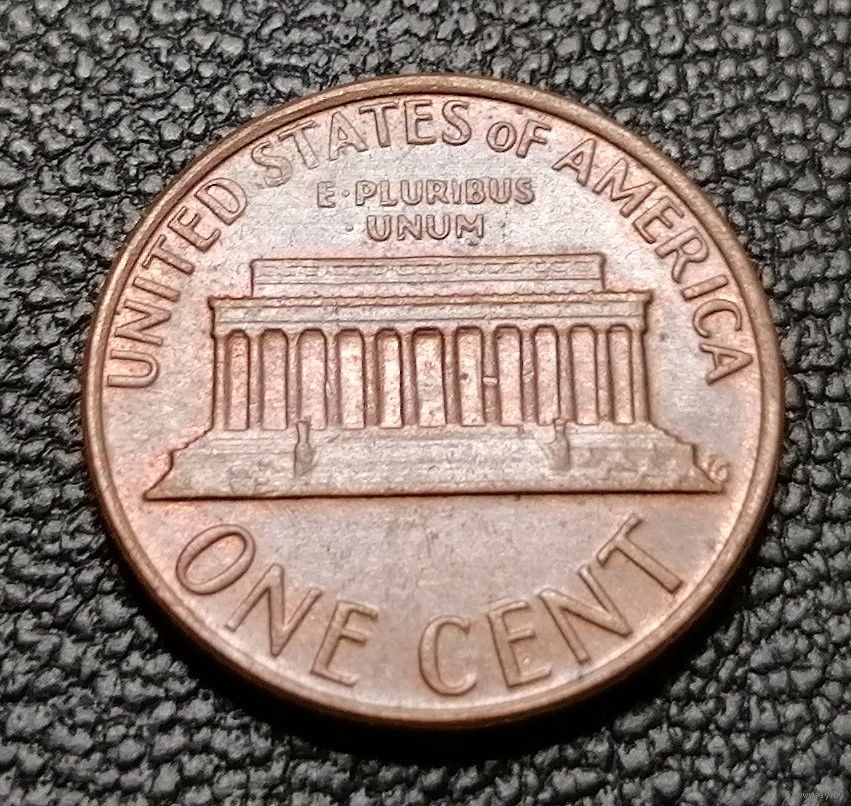 UNITED STATES oF AMERICA
E·PLURIBUS
UNUM
ONE CENT